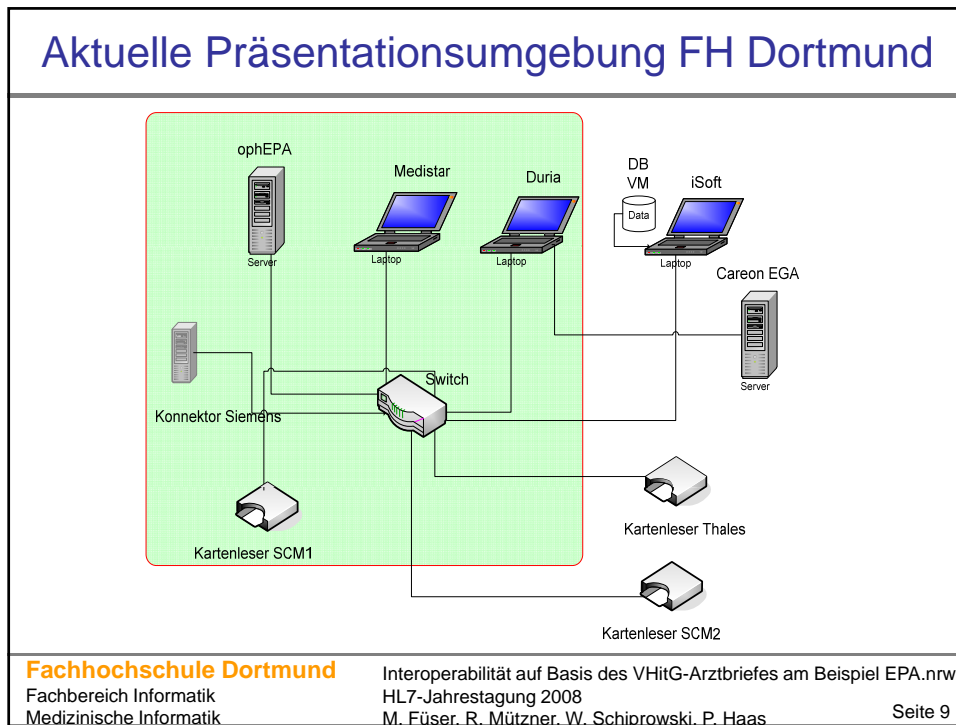 Aktuelle Präsentationsumgebung FH Dortmund
ophEPA
Server
Medistar
Laptop
Duria
Laptop
DB
VM
Data
iSoft
Laptop
Careon EGA
Server
Switch
Konnektor Siemens
Kartenleser SCM1
Kartenleser Thales
Kartenleser SCM2
Fachhochschule Dortmund
Fachbereich Informatik
Medizinische Informatik
Interoperabilität auf Basis des VHitG-Arztbriefes am Beispiel EPA.nrw
HL7-Jahrestagung 2008
M. Füser, R. Mützner, W. Schiprowski, P. Haas
Seite 9